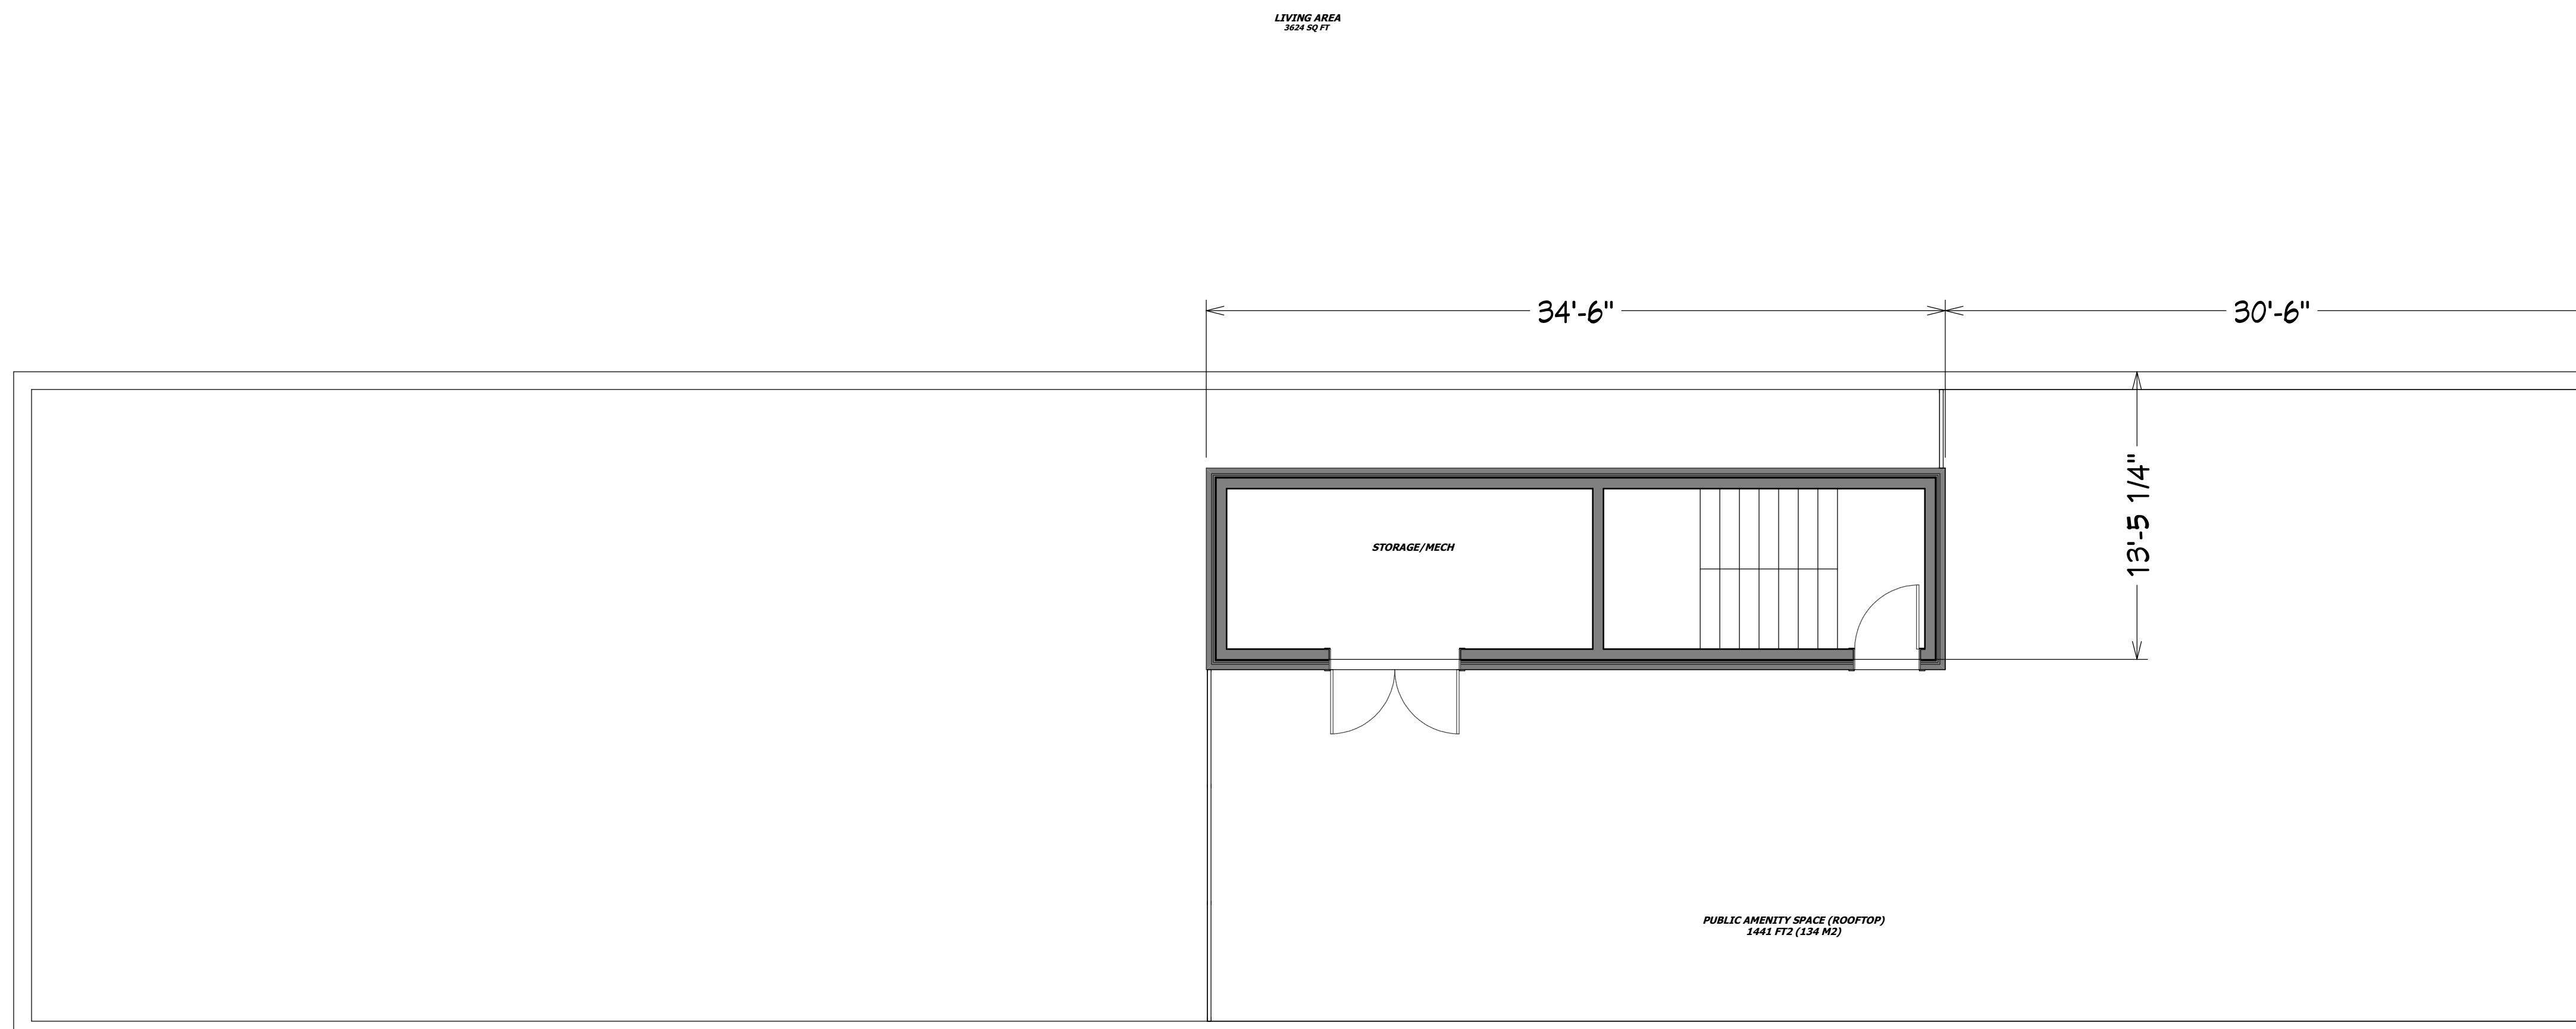 LIVING AREA
3624 SQ FT
34'-6"
30'-6"
13'-5 1/4"
STORAGE/MECH
PUBLIC AMENITY SPACE (ROOFTOP)
1441 FT2 (134 M2)